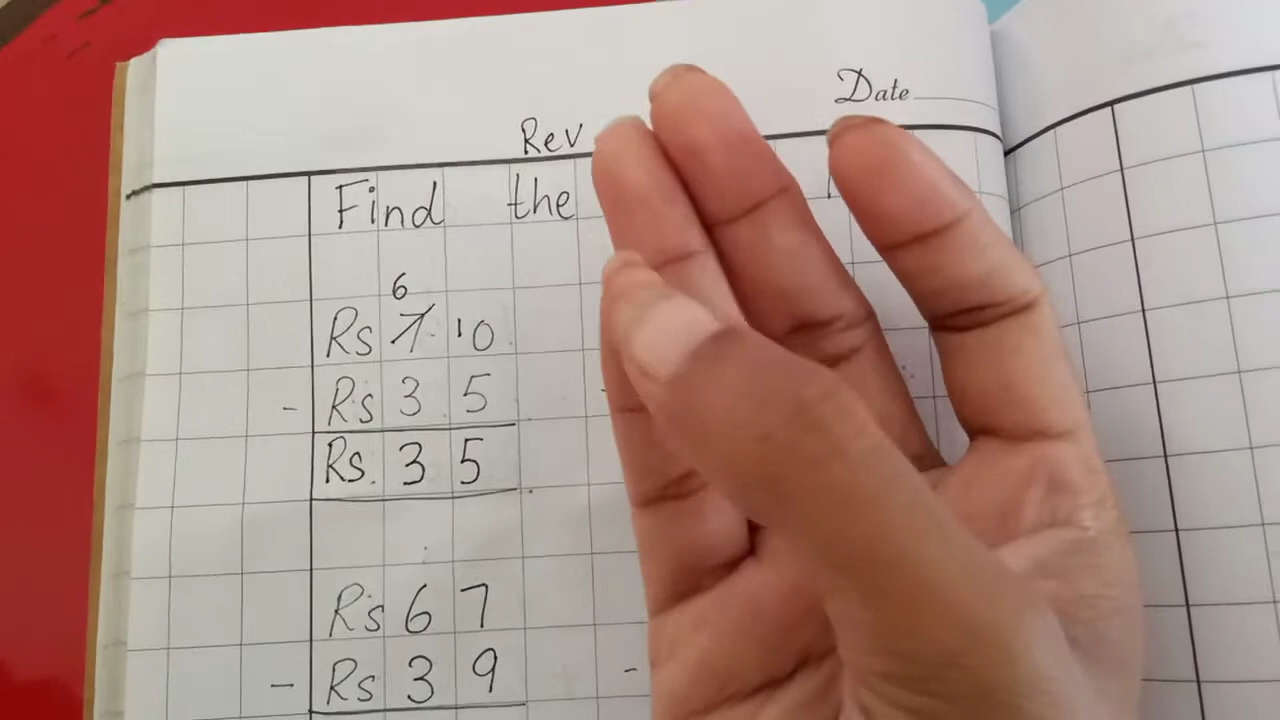 Date
Rev
Find the
6
Rs 7 10
- Rs 3 5
Rs. 3 5
Rs 6 7
- Rs 3 9
-